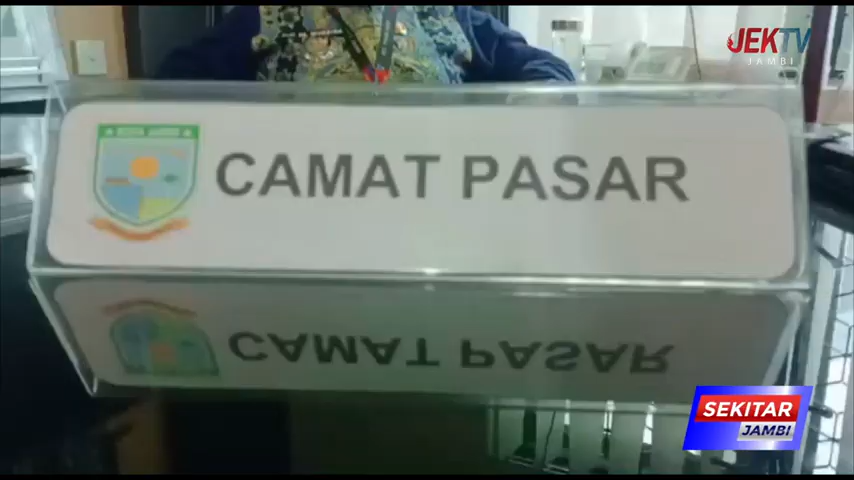 JEKTV
JAMBI
KOTA JAMBI
CAMAT PASAR
CAMAT PASAR
SEKITAR
JAMBI